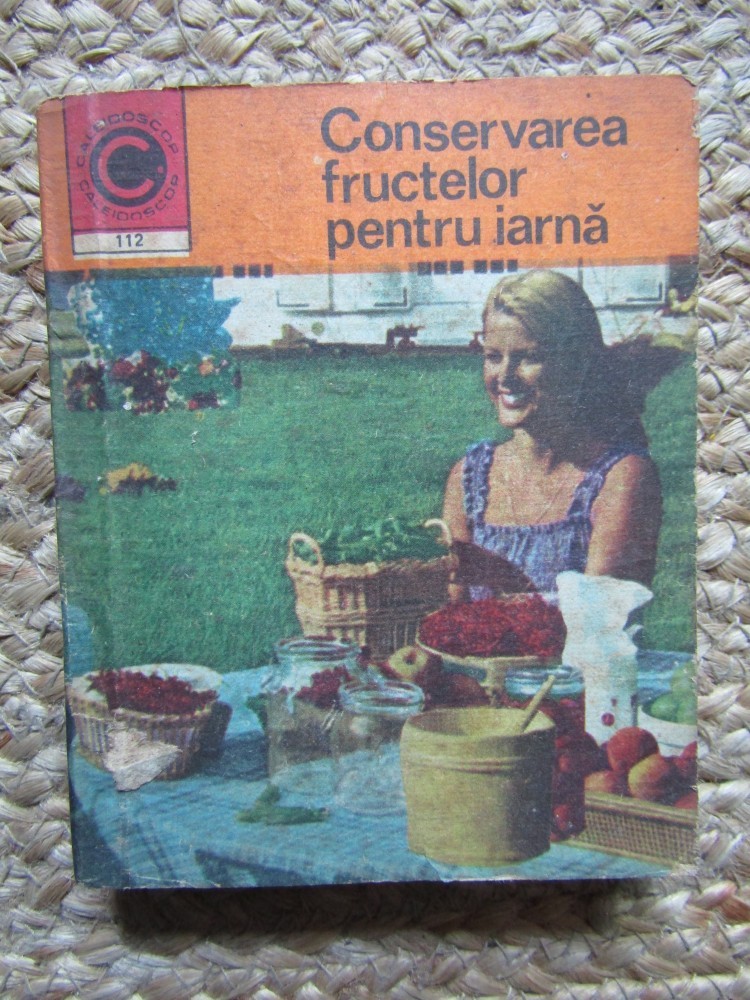 CALEIDOSCOP
C
CALEIDOSCOP
112
Conservarea
fructelor
pentru iarnă